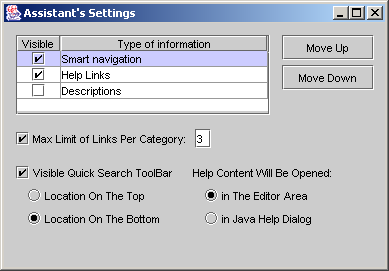 Assistant's Settings
Visible Type of information
Smart navigation
Help Links
Descriptions
Move Up
Move Down
Max Limit of Links Per Category: 3
Visible Quick Search ToolBar Help Content Will Be Opened:
Location On The Top in The Editor Area
Location On The Bottom in Java Help Dialog